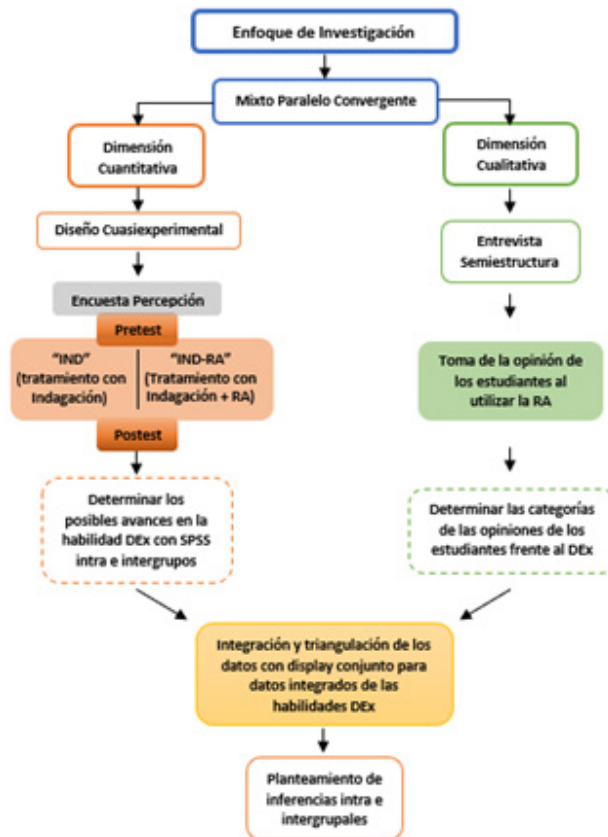 Enfoque de Investigación
Mixto Paralelo Convergente
Dimensión
Cuantitativa
Diseño Cuasiexperimental
Encuesta Percepción
Pretest
“IND”
(tratamiento con
Indagación)
“IND-RA”
(Tratamiento con
Indagación + RA)
Postest
Determinar los
posibles avances en la
habilidad DEx con SPSS
intra e intergrupos
Dimensión
Cualitativa
Entrevista
Semiestructura
Toma de la opinión de
los estudiantes al
utilizar la RA
Determinar las categorías
de las opiniones de los
estudiantes frente al DEx
Integración y triangulación de los
datos con display conjunto para
datos integrados de las
habilidades DEx
Planteamiento de
inferencias intra e
intergrupales